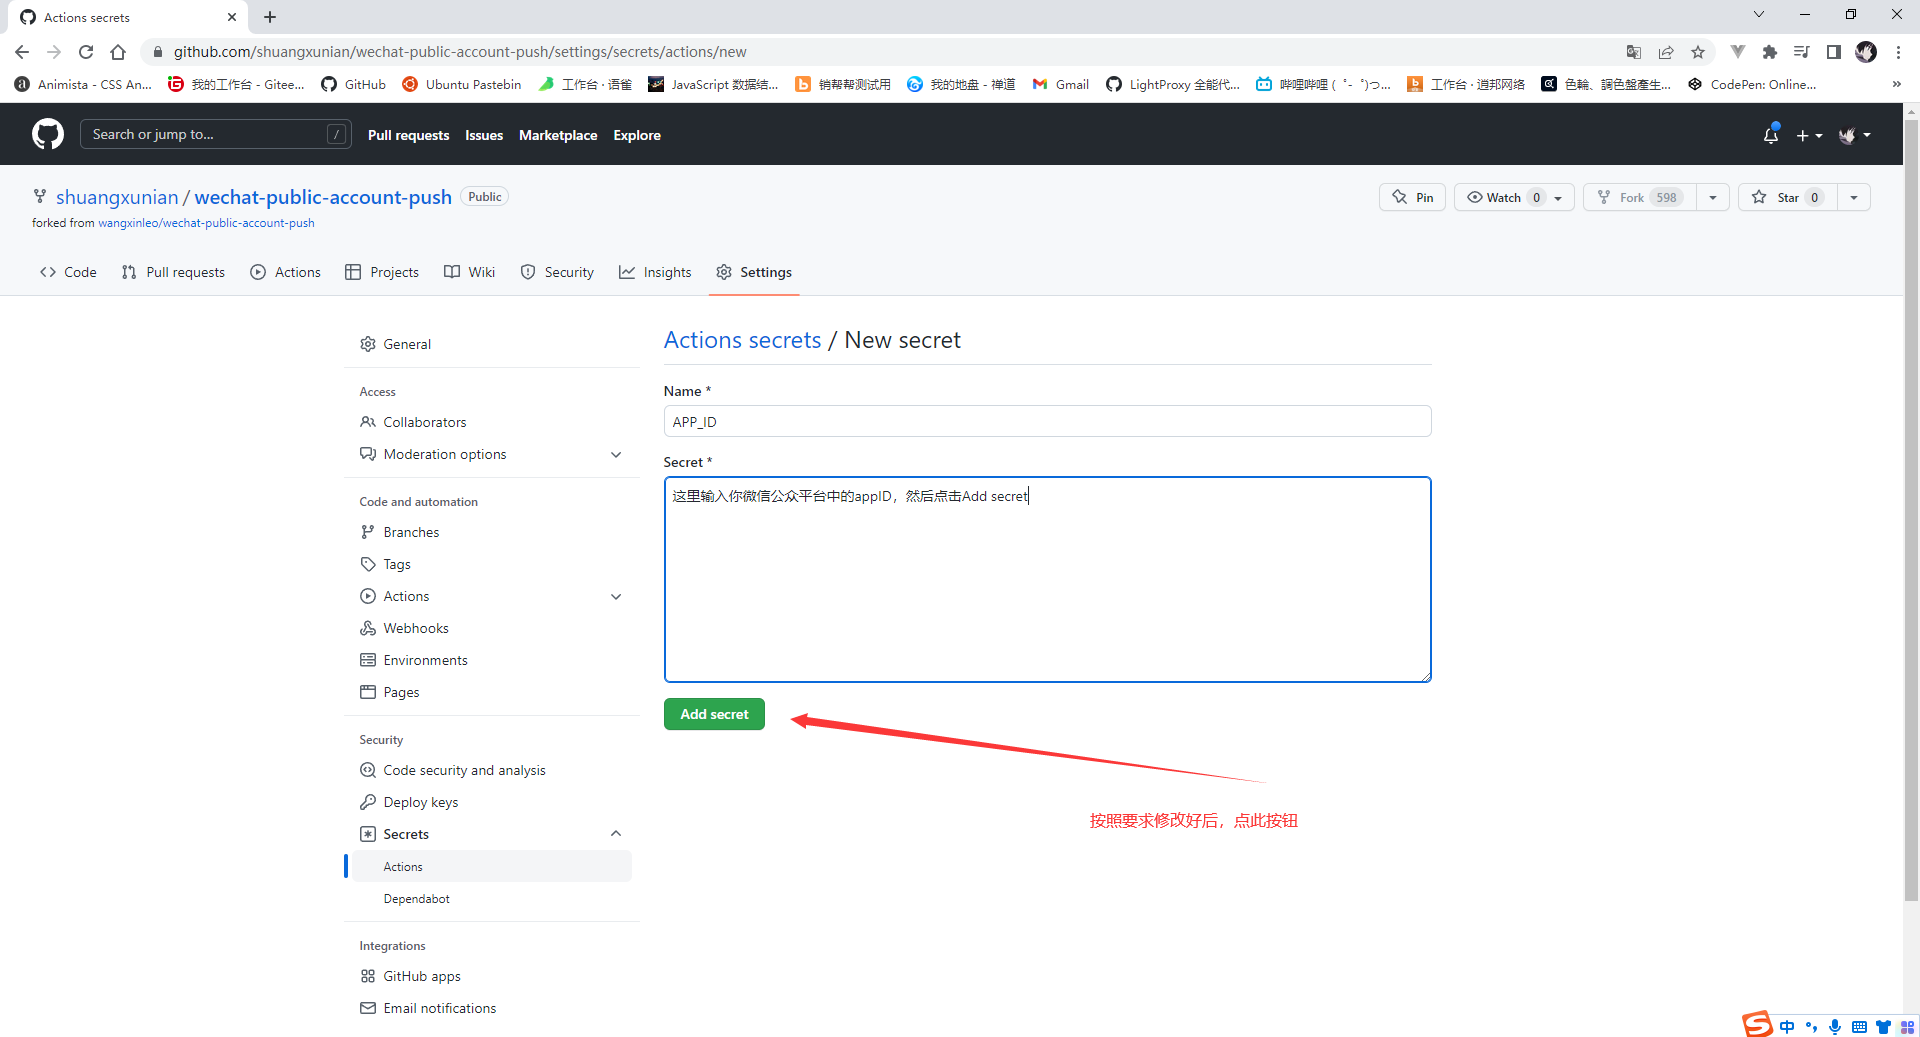 Actions secrets
github.com/shuangxunian/wechat-public-account-push/settings/secrets/actions/new
Animista - CSS An... 我的工作台 - Gitee... GitHub Ubuntu Pastebin 工作台 · 语雀 JavaScript 数据结... 销帮帮测试用 我的地盘 - 禅道 Gmail LightProxy 全能代... 哔哩哔哩 ( ゜- ゜)つ... 工作台 · 逍邦网络 色輪、調色盤產生... CodePen: Online... »
Search or jump to... / Pull requests Issues Marketplace Explore
shuangxunian / wechat-public-account-push Public Pin Watch 0 Fork 598 Star 0
forked from wangxinleo/wechat-public-account-push
Code Pull requests Actions Projects Wiki Security Insights Settings
General
Access
Collaborators
Moderation options
Code and automation
Branches
Tags
Actions
Webhooks
Environments
Pages
Security
Code security and analysis
Deploy keys
Secrets
Actions
Dependabot
Integrations
GitHub apps
Email notifications
Actions secrets / New secret
Name *
APP_ID
Secret *
这里输入你微信公众平台中的appID，然后点击Add secret
Add secret
按照要求修改好后，点此按钮
中